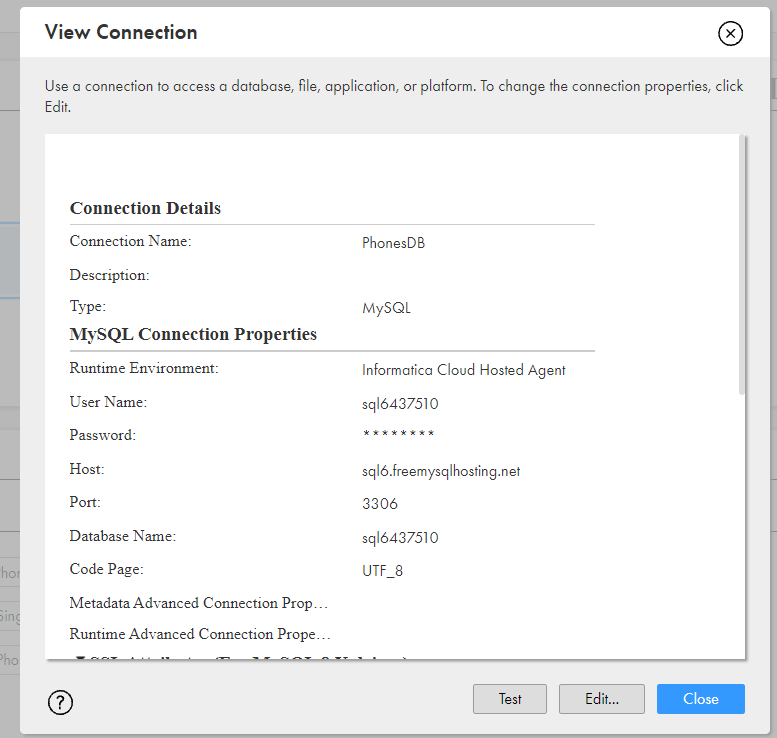 View Connection
Use a connection to access a database, file, application, or platform. To change the connection properties, click
Edit.
Connection Details
Connection Name: PhonesDB
Description:
Type: MySQL
MySQL Connection Properties
Runtime Environment: Informatica Cloud Hosted Agent
User Name: sql6437510
Password: ********
Host: sql6.freemysqlhosting.net
Port: 3306
Database Name: sql6437510
Code Page: UTF_8
Metadata Advanced Connection Prop...
Runtime Advanced Connection Prope...
? Test Edit... Close